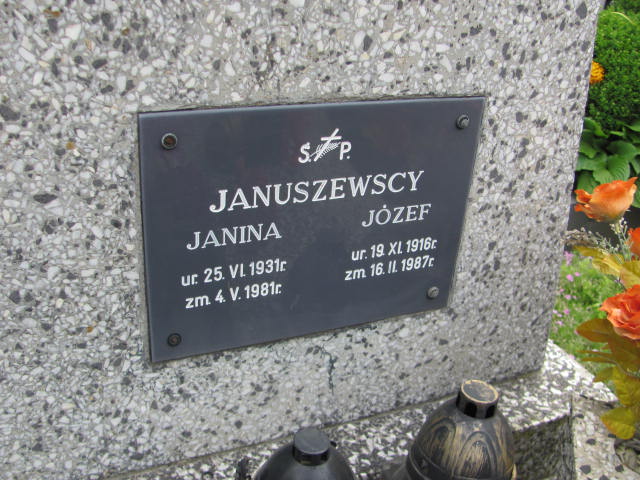 Ś. P.
JANUSZEWSCY
JANINA
ur. 25. VI. 1931r.
zm. 4. V. 1981r.
JÓZEF
ur. 19. XI. 1916r.
zm. 16. II. 1987r.